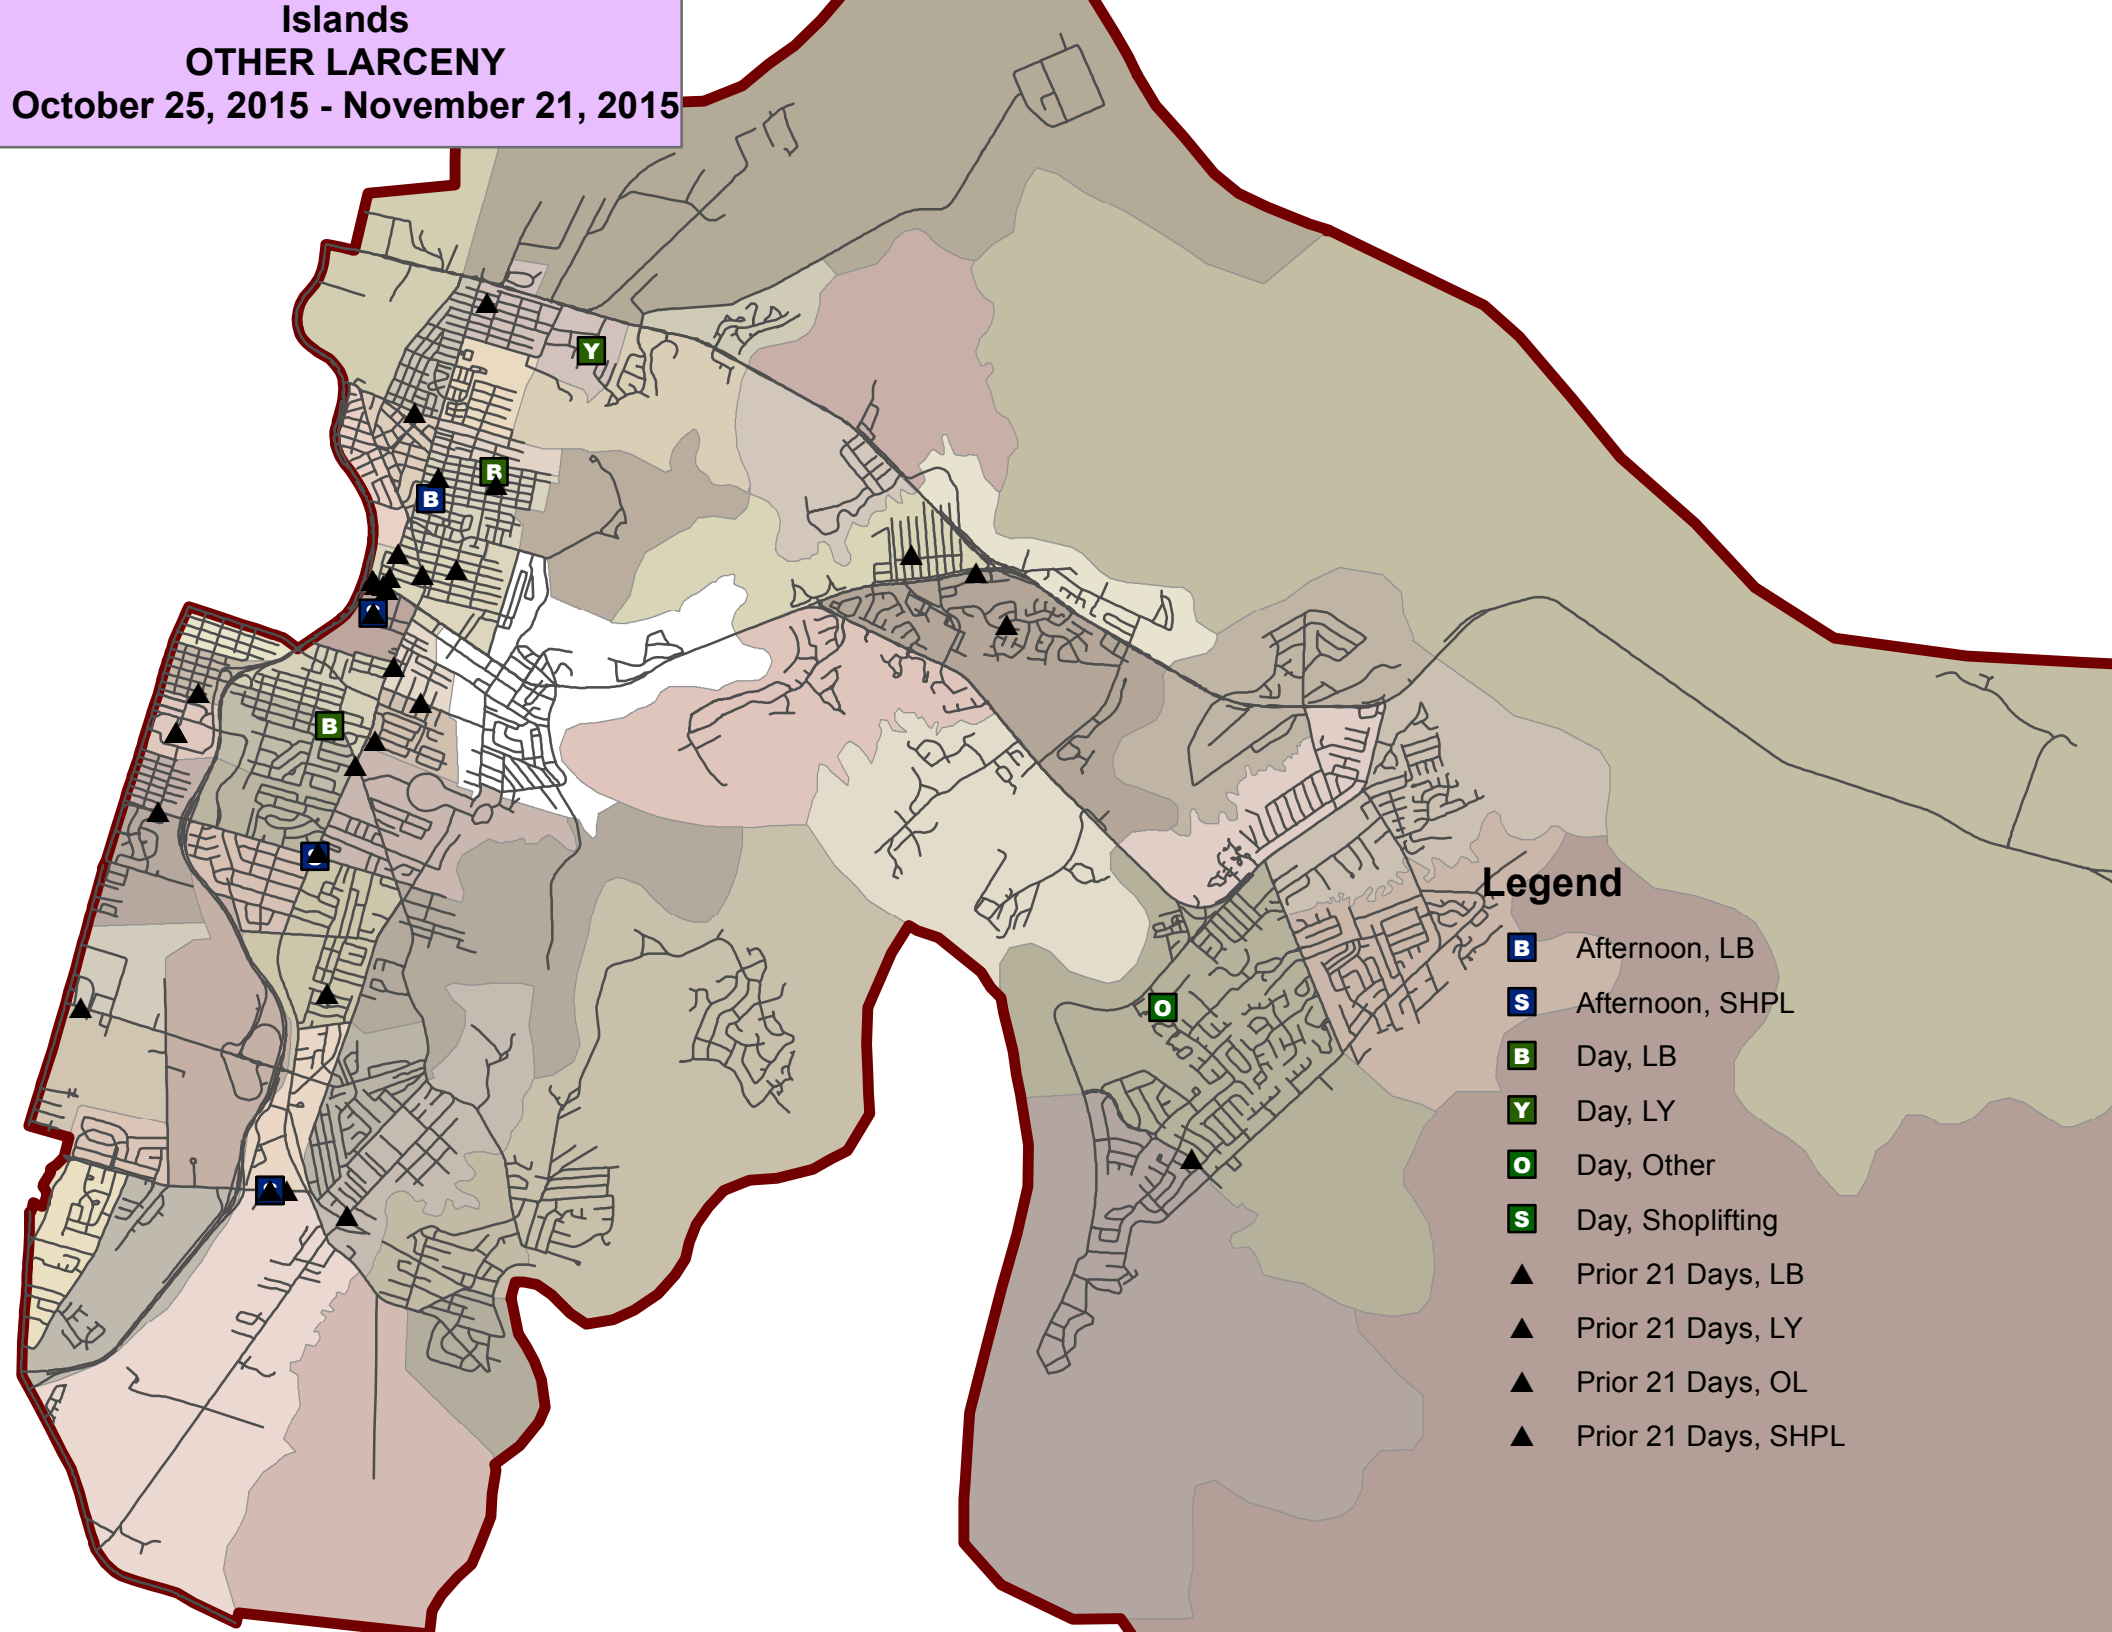 Islands
OTHER LARCENY
October 25, 2015 - November 21, 2015
Y
B
B
B
O
Legend
B Afternoon, LB
S Afternoon, SHPL
B Day, LB
Y Day, LY
O Day, Other
S Day, Shoplifting
Prior 21 Days, LB
Prior 21 Days, LY
Prior 21 Days, OL
Prior 21 Days, SHPL